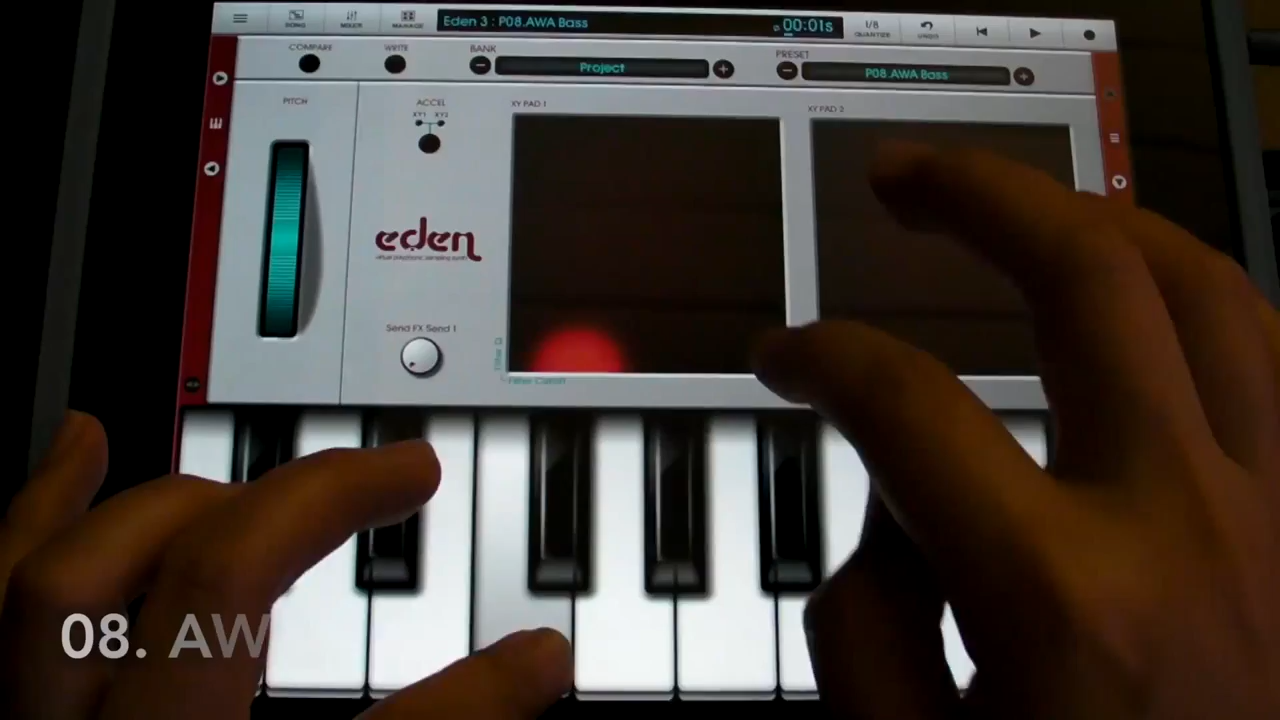 SONG
MIXER
MANAGE
Eden 3 : P08.AWA Bass
00:01s
1/8
QUANTIZE
UNDO
COMPARE
WRITE
BANK
Project
PRESET
P08.AWA Bass
PITCH
ACCEL
XY1 XY2
XY PAD 1
XY PAD 2
eden
virtual polyphonic sampling synth
Send FX Send 1
Filter Q
Filter Cutoff
08. AW